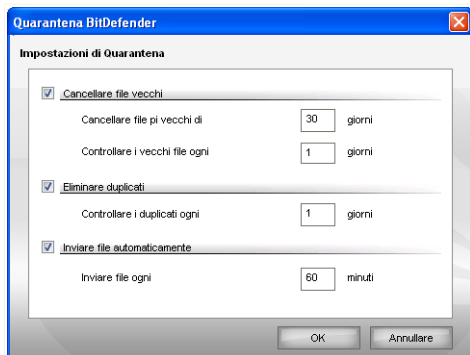 Quarantena BitDefender
Impostazioni di Quarantena
Cancellare file vecchi
Cancellare file pi vecchi di 30 giorni
Controllare i vecchi file ogni 1 giorni
Eliminare duplicati
Controllare i duplicati ogni 1 giorni
Inviare file automaticamente
Inviare file ogni 60 minuti
OK Annullare